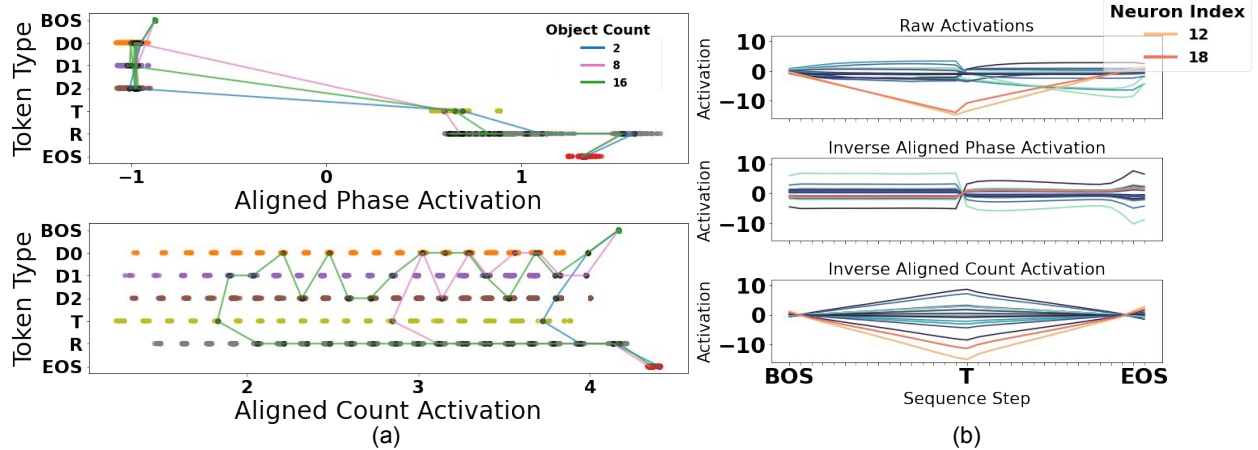 Token Type
BOS
D0
D1
D2
T
R
EOS
Object Count
2
8
16
−1
0
1
Aligned Phase Activation
Token Type
BOS
D0
D1
D2
T
R
EOS
2
3
4
Aligned Count Activation
(a)
Neuron Index
12
18
Raw Activations
Activation
10
0
−10
Inverse Aligned Phase Activation
Activation
10
0
−10
Inverse Aligned Count Activation
Activation
10
0
−10
BOS
T
EOS
Sequence Step
(b)